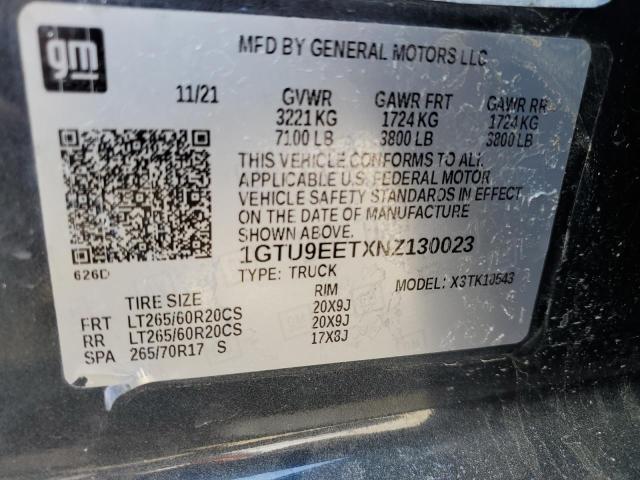 gm
MFD BY GENERAL MOTORS LLC
11/21 GVWR GAWR FRT GAWR RR
3221 KG 1724 KG 1724 KG
7100 LB 3800 LB 3800 LB
THIS VEHICLE CONFORMS TO ALL
APPLICABLE U.S. FEDERAL MOTOR
VEHICLE SAFETY STANDARDS IN EFFECT
ON THE DATE OF MANUFACTURE
SHOWN ABOVE.
1GTU9EETXNZ130023
626D TYPE: TRUCK MODEL: X3TK10543
TIRE SIZE RIM
FRT LT265/60R20CS 20X9J
RR LT265/60R20CS 20X9J
SPA 265/70R17 S 17X8J